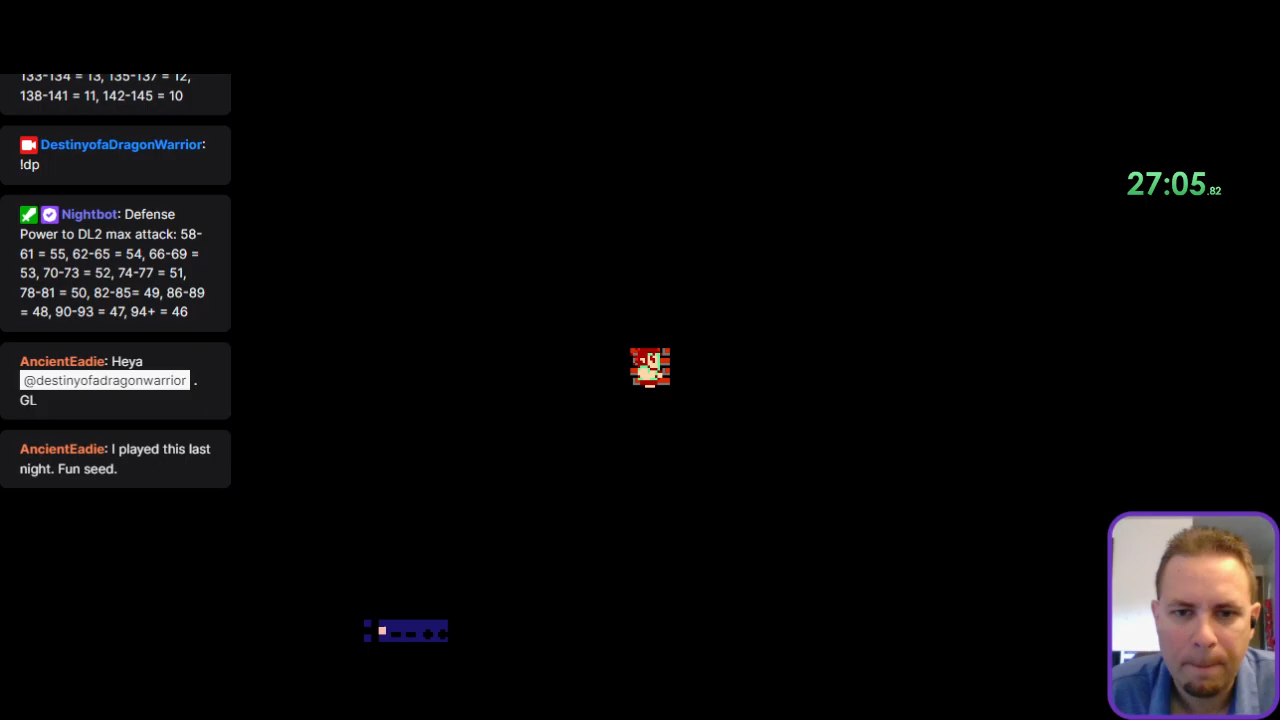 133-134 = 13, 135-137 = 12,
138-141 = 11, 142-145 = 10
DestinyofaDragonWarrior:
!dp
Nightbot: Defense
Power to DL2 max attack: 58-
61 = 55, 62-65 = 54, 66-69 =
53, 70-73 = 52, 74-77 = 51,
78-81 = 50, 82-85= 49, 86-89
= 48, 90-93 = 47, 94+ = 46
AncientEadie: Heya
@destinyofadragonwarrior .
GL
AncientEadie: I played this last
night. Fun seed.
27:05.82